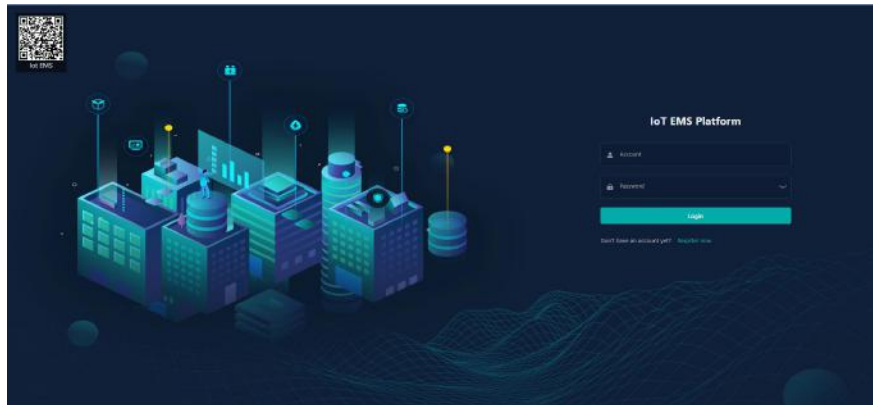 Iot EMS
IoT EMS Platform
Account
Password
Login
Don't have an account yet? Register now